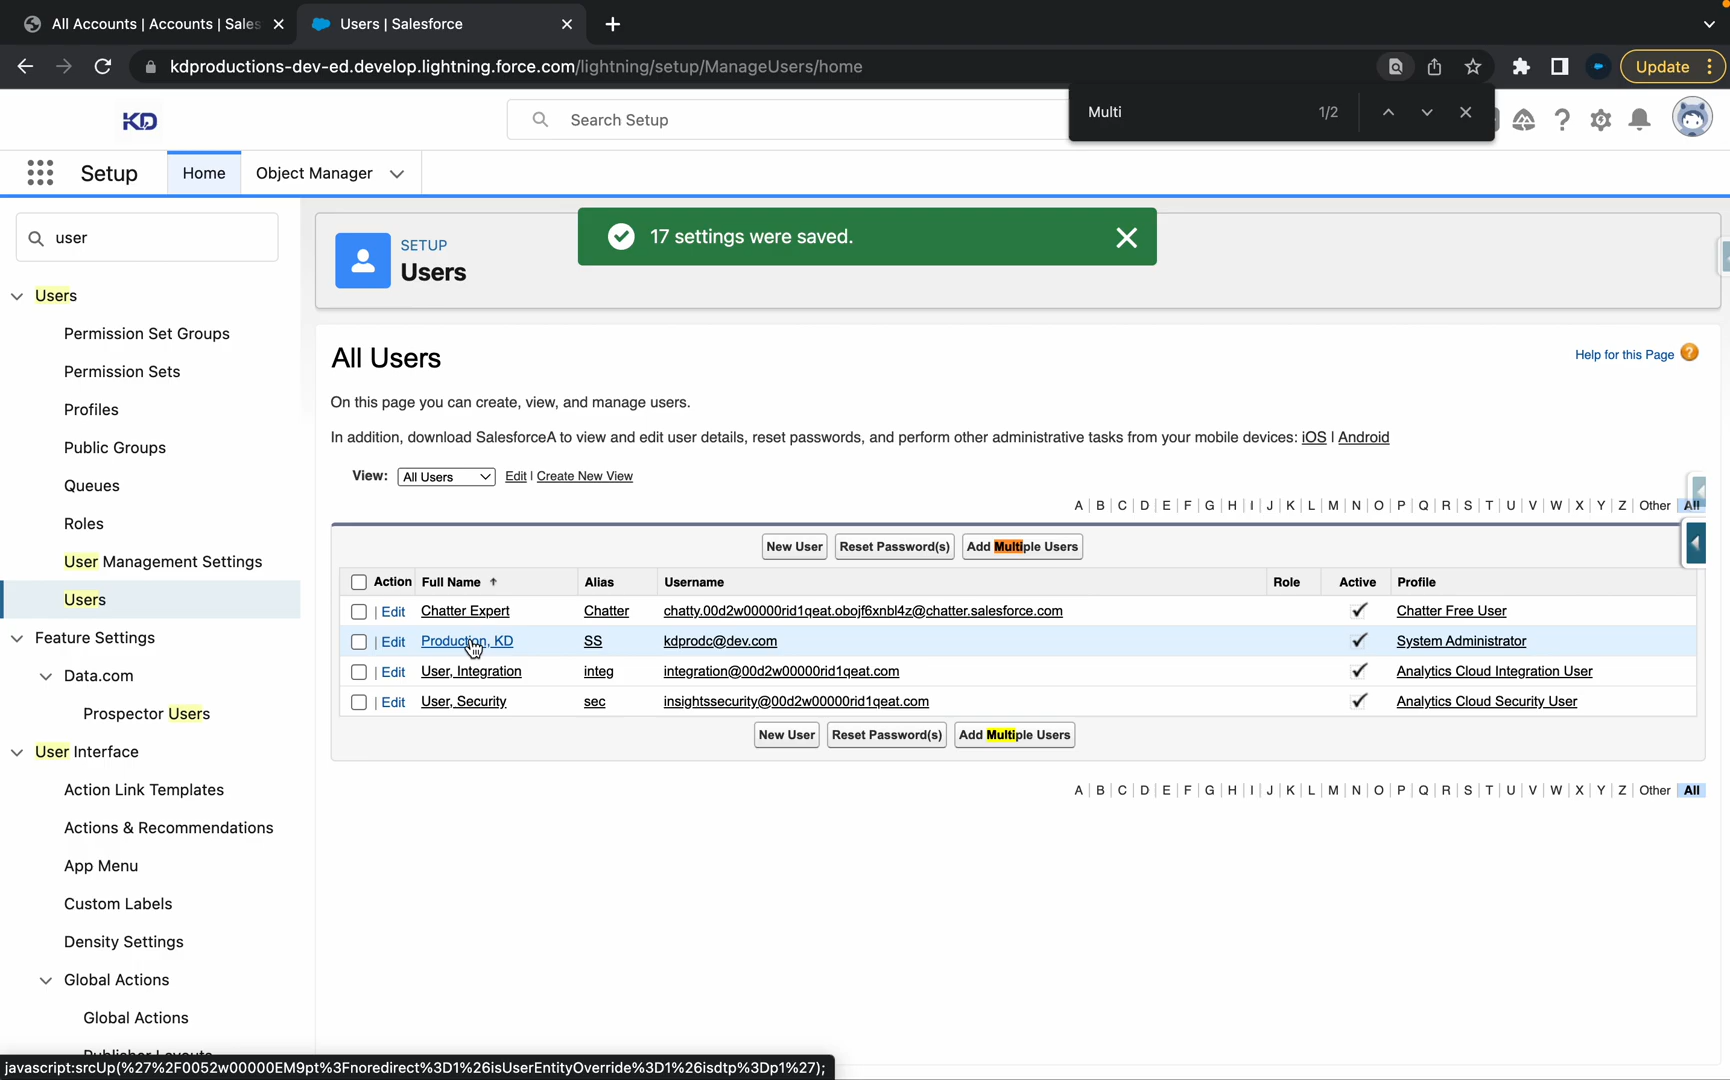 All Accounts | Accounts | Sales
Users | Salesforce
kdproductions-dev-ed.develop.lightning.force.com/lightning/setup/ManageUsers/home
Update
Multi 1/2
KD
Search Setup
Setup Home Object Manager
user
17 settings were saved.
SETUP
Users
Users
Permission Set Groups
Permission Sets
Profiles
Public Groups
Queues
Roles
User Management Settings
Users
Feature Settings
Data.com
Prospector Users
User Interface
Action Link Templates
Actions & Recommendations
App Menu
Custom Labels
Density Settings
Global Actions
Global Actions
All Users
Help for this Page ?
On this page you can create, view, and manage users.
In addition, download SalesforceA to view and edit user details, reset passwords, and perform other administrative tasks from your mobile devices: iOS | Android
View: All Users Edit | Create New View
A | B | C | D | E | F | G | H | I | J | K | L | M | N | O | P | Q | R | S | T | U | V | W | X | Y | Z | Other All
New User Reset Password(s) Add Multiple Users
Action Full Name Alias Username Role Active Profile
| Edit Chatter Expert Chatter chatty.00d2w00000rid1qeat.obojf6xnbl4z@chatter.salesforce.com Chatter Free User
| Edit Production, KD SS kdprodc@dev.com System Administrator
| Edit User, Integration integ integration@00d2w00000rid1qeat.com Analytics Cloud Integration User
| Edit User, Security sec insightssecurity@00d2w00000rid1qeat.com Analytics Cloud Security User
New User Reset Password(s) Add Multiple Users
A | B | C | D | E | F | G | H | I | J | K | L | M | N | O | P | Q | R | S | T | U | V | W | X | Y | Z | Other All
javascript:srcUp(%27%2F0052w00000EM9pt%3Fnoredirect%3D1%26isUserEntityOverride%3D1%26isdtp%3Dp1%27);